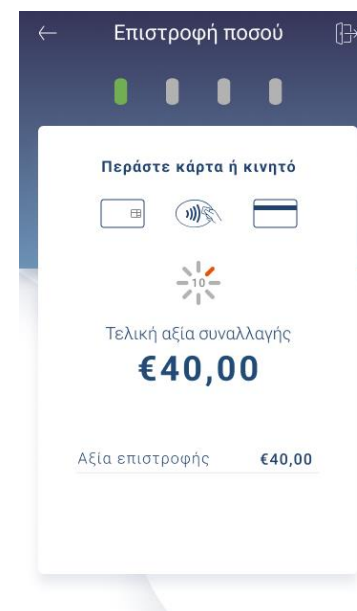 Επιστροφή ποσού
Περάστε κάρτα ή κινητό
10
Τελική αξία συναλλαγής
€40,00
Αξία επιστροφής €40,00